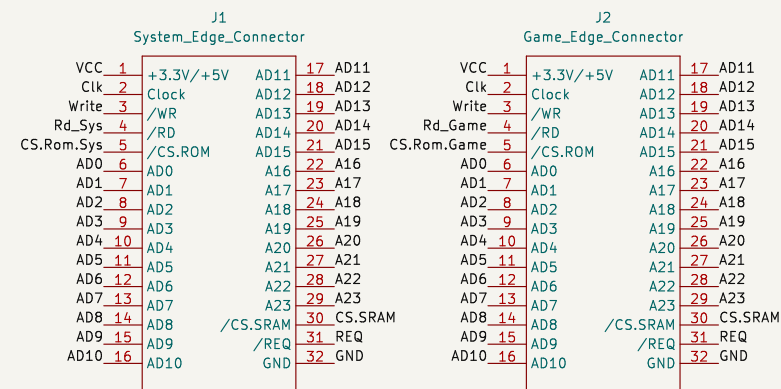 J1
System_Edge_Connector
VCC 1 +3.3V/+5V AD11 17 AD11
Clk 2 Clock AD12 18 AD12
Write 3 /WR AD13 19 AD13
Rd_Sys 4 /RD AD14 20 AD14
CS.Rom.Sys 5 /CS.ROM AD15 21 AD15
AD0 6 AD0 A16 22 A16
AD1 7 AD1 A17 23 A17
AD2 8 AD2 A18 24 A18
AD3 9 AD3 A19 25 A19
AD4 10 AD4 A20 26 A20
AD5 11 AD5 A21 27 A21
AD6 12 AD6 A22 28 A22
AD7 13 AD7 A23 29 A23
AD8 14 AD8 /CS.SRAM 30 CS.SRAM
AD9 15 AD9 /REQ 31 REQ
AD10 16 AD10 GND 32 GND
J2
Game_Edge_Connector
VCC 1 +3.3V/+5V AD11 17 AD11
Clk 2 Clock AD12 18 AD12
Write 3 /WR AD13 19 AD13
Rd_Game 4 /RD AD14 20 AD14
CS.Rom.Game 5 /CS.ROM AD15 21 AD15
AD0 6 AD0 A16 22 A16
AD1 7 AD1 A17 23 A17
AD2 8 AD2 A18 24 A18
AD3 9 AD3 A19 25 A19
AD4 10 AD4 A20 26 A20
AD5 11 AD5 A21 27 A21
AD6 12 AD6 A22 28 A22
AD7 13 AD7 A23 29 A23
AD8 14 AD8 /CS.SRAM 30 CS.SRAM
AD9 15 AD9 /REQ 31 REQ
AD10 16 AD10 GND 32 GND